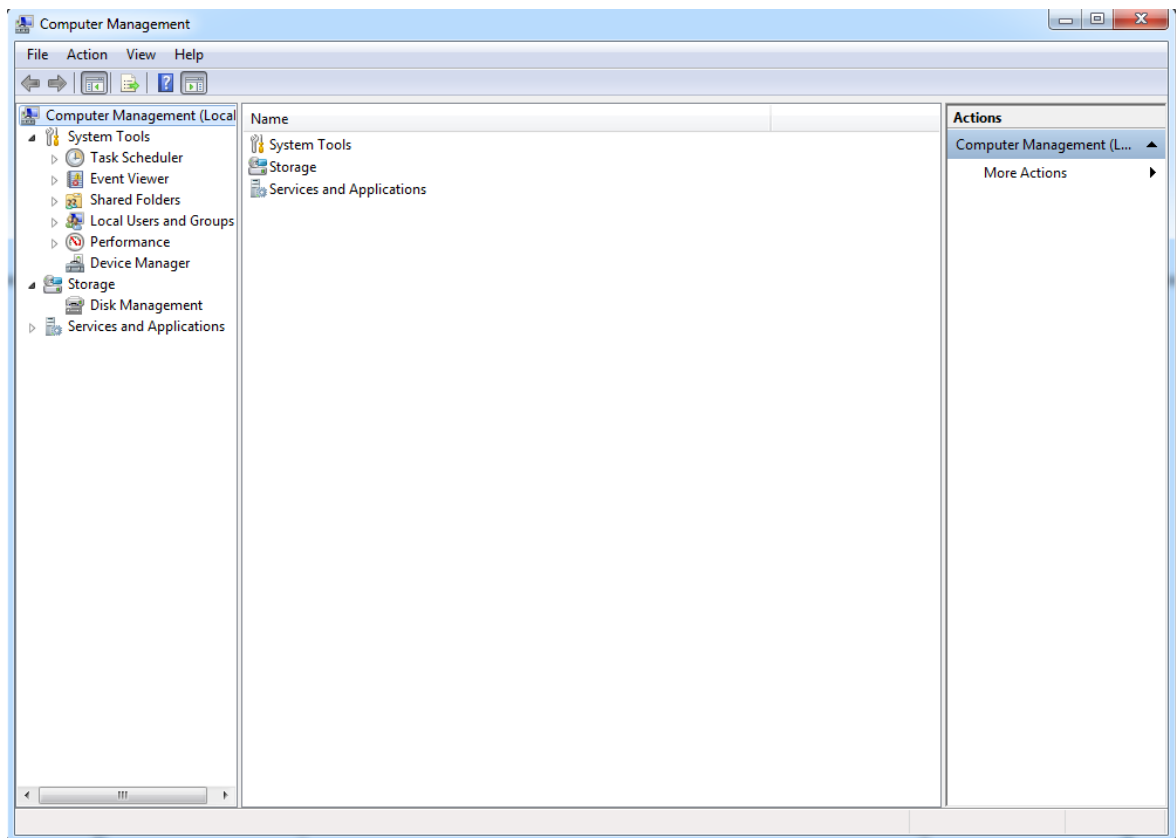 Computer Management
File Action View Help
Computer Management (Local
System Tools
Task Scheduler
Event Viewer
Shared Folders
Local Users and Groups
Performance
Device Manager
Storage
Disk Management
Services and Applications
Name
System Tools
Storage
Services and Applications
Actions
Computer Management (L...
More Actions